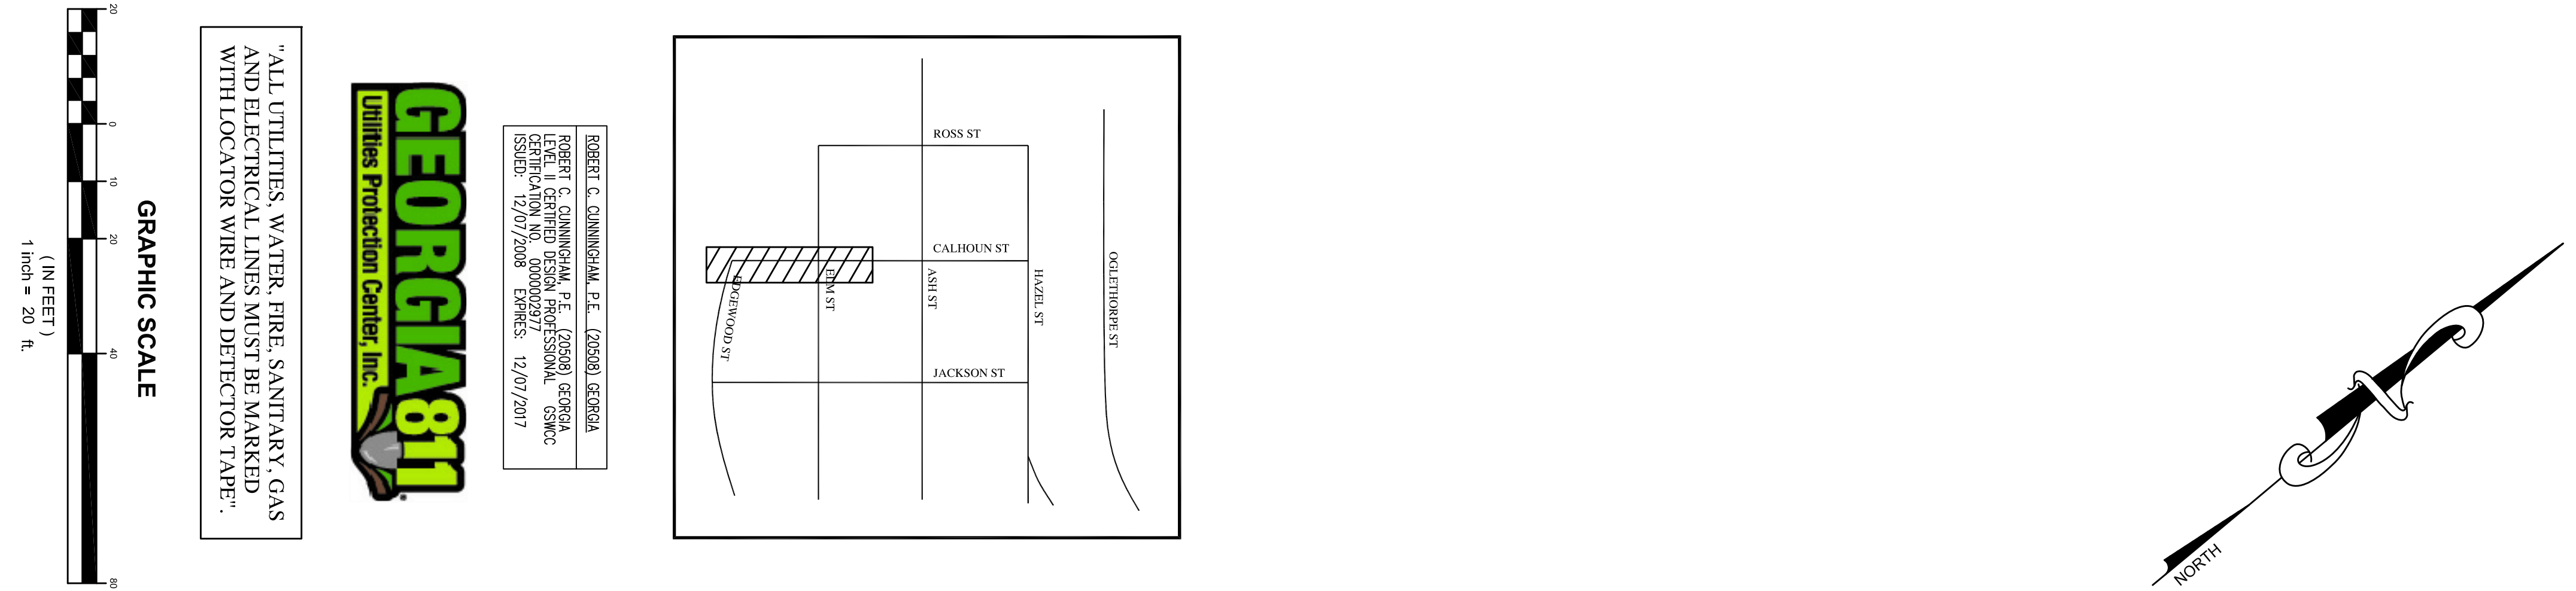 20
0
10
20
40
80
GRAPHIC SCALE
( IN FEET )
1 inch = 20 ft.
"ALL UTILITIES, WATER, FIRE, SANITARY, GAS
AND ELECTRICAL LINES MUST BE MARKED
WITH LOCATOR WIRE AND DETECTOR TAPE".
GEORGIA811
Utilities Protection Center, Inc.
ROBERT C. CUNNINGHAM, P.E. (20508) GEORGIA
ROBERT C. CUNNINGHAM, P.E. (20508) GEORGIA
LEVEL II CERTIFIED DESIGN PROFESSIONAL GSWCC
CERTIFICATION NO. 0000002977
ISSUED: 12/07/2008 EXPIRES: 12/07/2017
ROSS ST
CALHOUN ST
JACKSON ST
EDGEWOOD ST
ELM ST
ASH ST
HAZEL ST
OGLETHORPE ST
NORTH